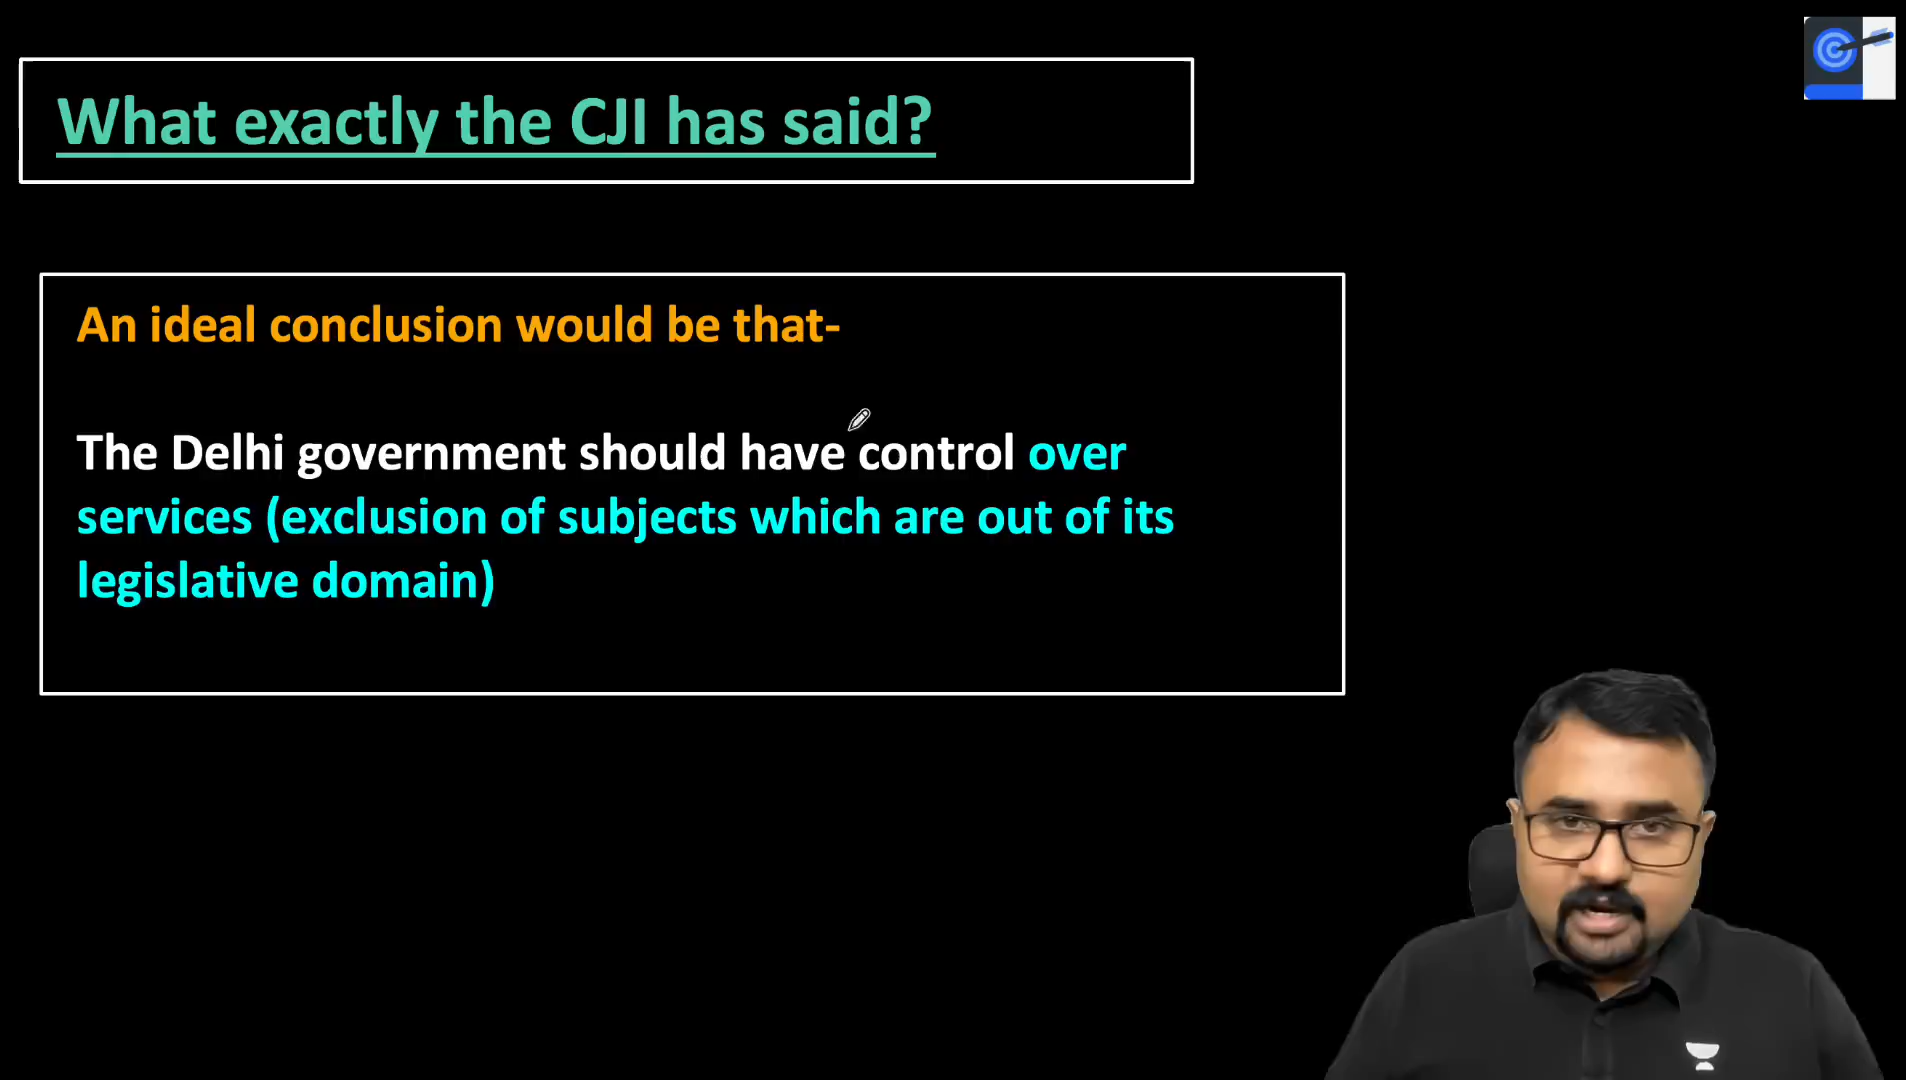 What exactly the CJI has said?
An ideal conclusion would be that-
The Delhi government should have control over
services (exclusion of subjects which are out of its
legislative domain)